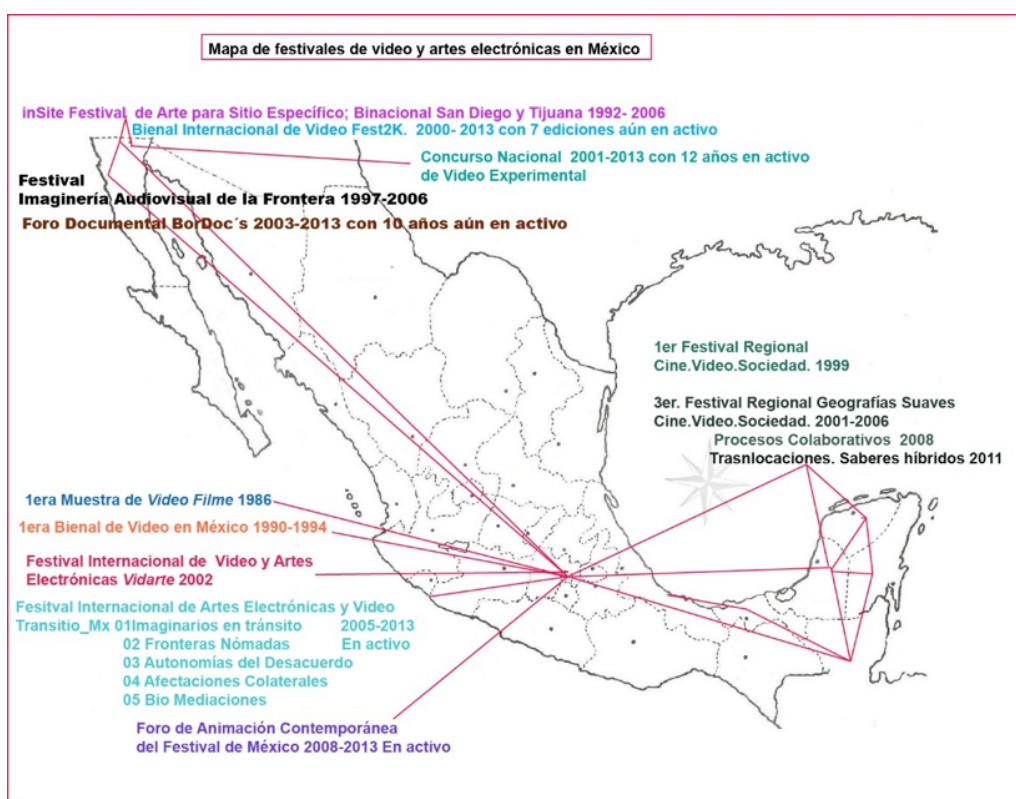 Mapa de festivales de video y artes electrónicas en México
inSite Festival de Arte para Sitio Específico; Binacional San Diego y Tijuana 1992- 2006
Bienal Internacional de Video Fest2K. 2000- 2013 con 7 ediciones aún en activo
Concurso Nacional 2001-2013 con 12 años en activo
de Video Experimental
Festival
Imaginería Audiovisual de la Frontera 1997-2006
Foro Documental BorDoc´s 2003-2013 con 10 años aún en activo
1er Festival Regional
Cine.Video.Sociedad. 1999
3er. Festival Regional Geografías Suaves
Cine.Video.Sociedad. 2001-2006
Procesos Colaborativos 2008
Trasnlocaciones. Saberes híbridos 2011
1era Muestra de Video Filme 1986
1era Bienal de Video en México 1990-1994
Festival Internacional de Video y Artes
Electrónicas Vidarte 2002
Fesitval Internacional de Artes Electrónicas y Video
Transitio_Mx 01Imaginarios en tránsito 2005-2013
02 Fronteras Nómadas En activo
03 Autonomías del Desacuerdo
04 Afectaciones Colaterales
05 Bio Mediaciones
Foro de Animación Contemporánea
del Festival de México 2008-2013 En activo